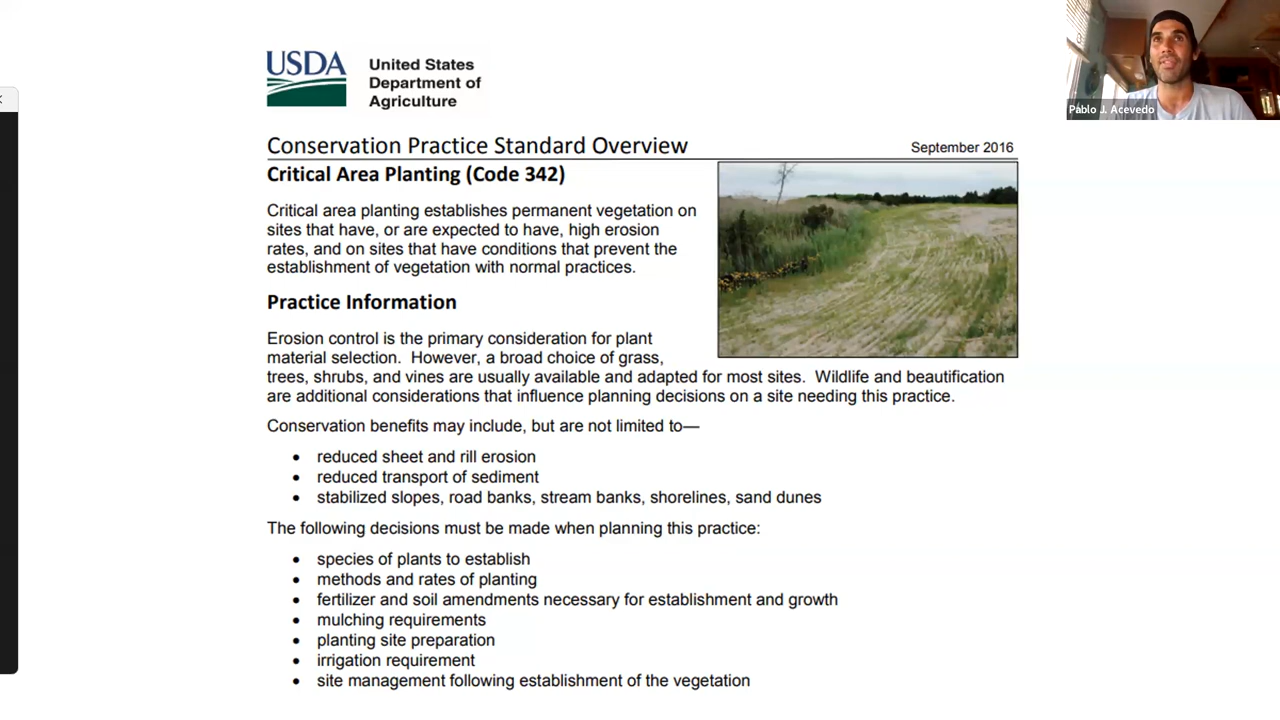 USDA
United States
Department of
Agriculture
Conservation Practice Standard Overview
September 2016
Critical Area Planting (Code 342)
Critical area planting establishes permanent vegetation on
sites that have, or are expected to have, high erosion
rates, and on sites that have conditions that prevent the
establishment of vegetation with normal practices.
Practice Information
Erosion control is the primary consideration for plant
material selection.  However, a broad choice of grass,
trees, shrubs, and vines are usually available and adapted for most sites.  Wildlife and beautification
are additional considerations that influence planning decisions on a site needing this practice.
Conservation benefits may include, but are not limited to—
• reduced sheet and rill erosion
• reduced transport of sediment
• stabilized slopes, road banks, stream banks, shorelines, sand dunes
The following decisions must be made when planning this practice:
• species of plants to establish
• methods and rates of planting
• fertilizer and soil amendments necessary for establishment and growth
• mulching requirements
• planting site preparation
• irrigation requirement
• site management following establishment of the vegetation
Pablo J. Acevedo